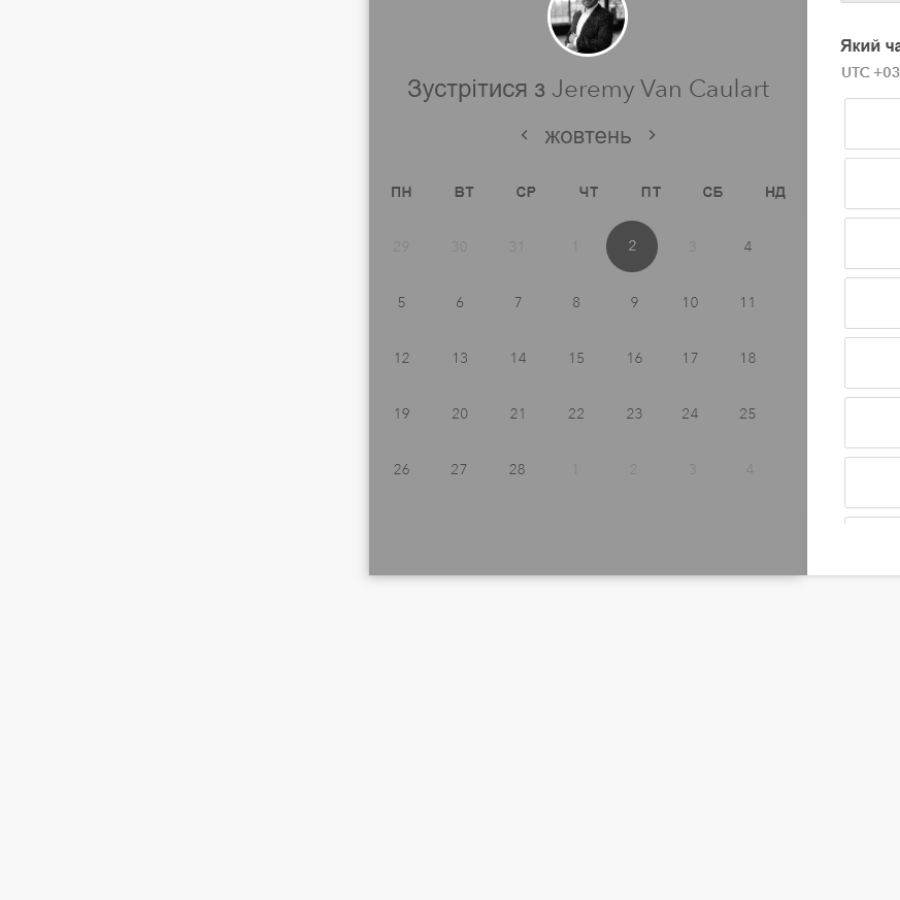 Зустрітися з Jeremy Van Caulart
жовтень
ПН ВТ СР ЧТ ПТ СБ НД
29 30 31 1 2 3 4
5 6 7 8 9 10 11
12 13 14 15 16 17 18
19 20 21 22 23 24 25
26 27 28 1 2 3 4
Який ча
UTC +03